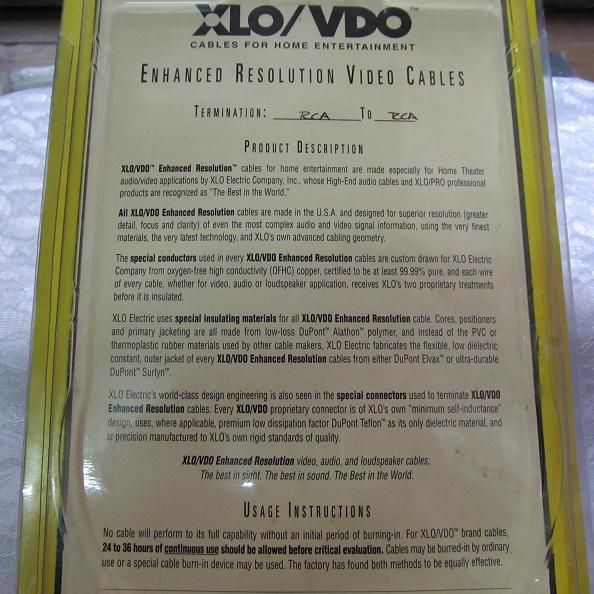 XLO/VDO™
CABLES FOR HOME ENTERTAINMENT
ENHANCED RESOLUTION VIDEO CABLES
TERMINATION: RCA TO RCA
PRODUCT DESCRIPTION
XLO/VDO™ Enhanced Resolution™ cables for home entertainment are made especially for Home Theater
audio/video applications by XLO Electric Company, Inc., whose High-End audio cables and XLO/PRO professional
products are recognized as "The Best in the World."
All XLO/VDO Enhanced Resolution cables are made in the U.S.A. and designed for superior resolution (greater
detail, focus and clarity) of even the most complex audio and video signal information, using the very finest
materials, the very latest technology, and XLO's own advanced cabling geometry.
The special conductors used in every XLO/VDO Enhanced Resolution cables are custom drawn for XLO Electric
Company from oxygen-free high conductivity (OFHC) copper, certified to be at least 99.99% pure, and each wire
of every cable, whether for video, audio or loudspeaker application, receives XLO's two proprietary treatments
before it is insulated.
XLO Electric uses special insulating materials for all XLO/VDO Enhanced Resolution cable. Cores, positioners
and primary jacketing are all made from low-loss DuPont™ Alathon™ polymer, and instead of the PVC or
thermoplastic rubber materials used by other cable makers, XLO Electric fabricates the flexible, low dielectric
constant, outer jacket of every XLO/VDO Enhanced Resolution cables from either DuPont Elvax™ or ultra-durable
DuPont™ Surlyn™.
XLO Electric's world-class design engineering is also seen in the special connectors used to terminate XLO/VDO
Enhanced Resolution cables. Every XLO/VDO proprietary connector is of XLO's own "minimum self-inductance"
design, uses, where applicable, premium low dissipation factor DuPont Teflon™ as its only dielectric material, and
is precision manufactured to XLO's own rigid standards of quality.
XLO/VDO Enhanced Resolution video, audio, and loudspeaker cables;
The best in sight. The best in sound. The Best in the World.
USAGE INSTRUCTIONS
No cable will perform to its full capability without an initial period of burning-in. For XLO/VDO™ brand cables,
24 to 36 hours of continuous use should be allowed before critical evaluation. Cables may be burned-in by ordinary
use or a special cable burn-in device may be used. The factory has found both methods to be equally effective.